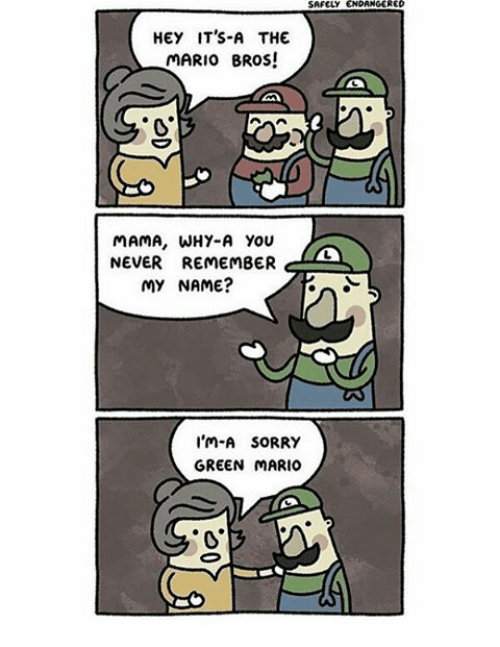 SAFELY ENDANGERED
HEY IT'S-A THE
MARIO BROS!
M
L
MAMA, WHY-A YOU
NEVER REMEMBER
MY NAME?
L
I'M-A SORRY
GREEN MARIO
L